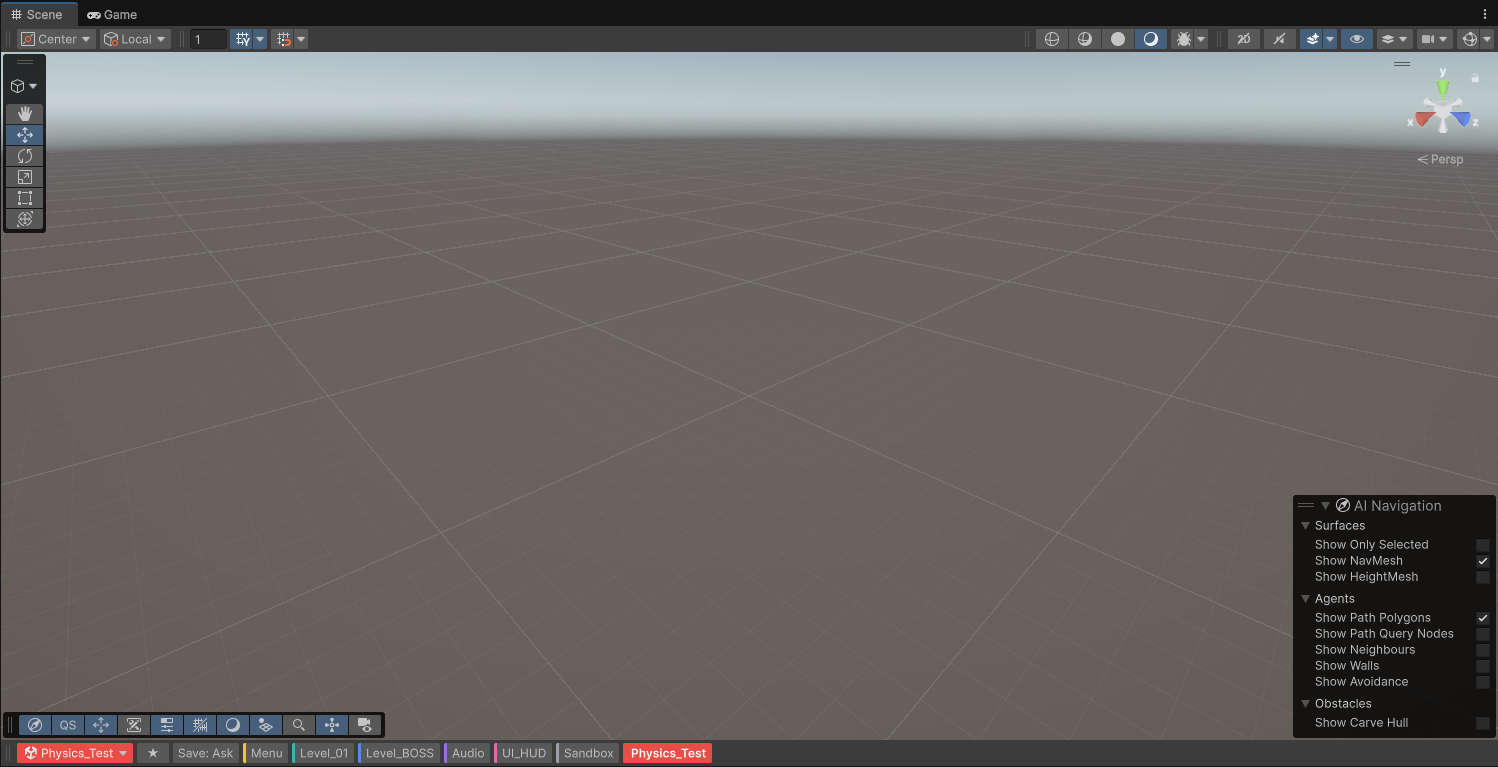 Scene Game
Center Local 1 2D
y
x z
Persp
AI Navigation
Surfaces
Show Only Selected
Show NavMesh
Show HeightMesh
Agents
Show Path Polygons
Show Path Query Nodes
Show Neighbours
Show Walls
Show Avoidance
Obstacles
Show Carve Hull
QS
Physics_Test Save: Ask Menu Level_01 Level_BOSS Audio UI_HUD Sandbox Physics_Test